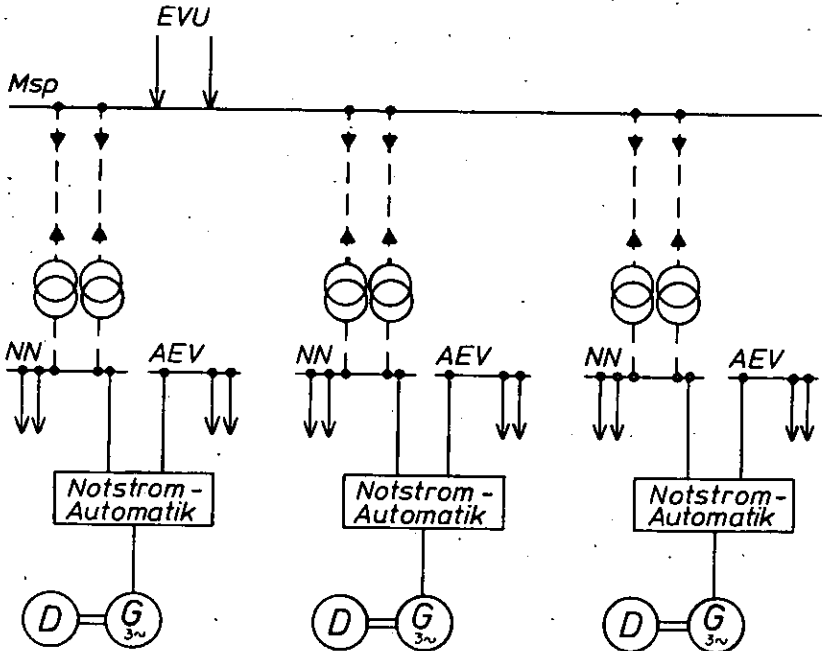 EVU
Msp
NN
AEV
NN
AEV
NN
AEV
Notstrom-
Automatik
Notstrom-
Automatik
Notstrom-
Automatik
D
G
3~
D
G
3~
D
G
3~